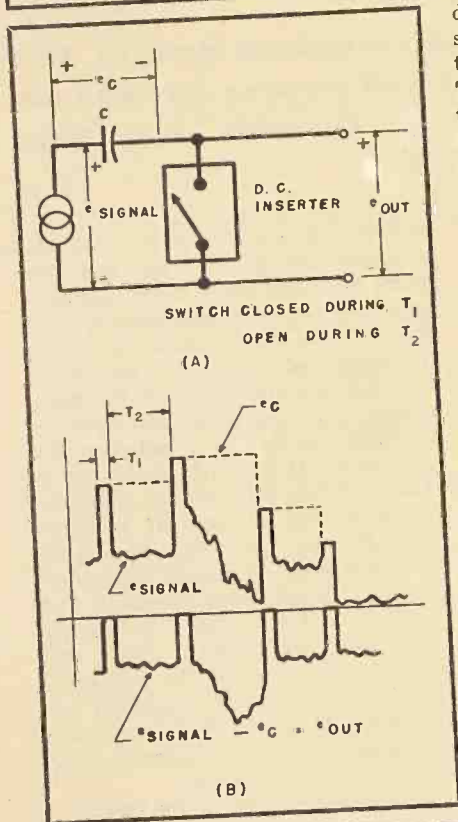 + -
e C
C
+
e SIGNAL
-
D. C.
INSERTER
+
e OUT
-
SWITCH CLOSED DURING T1
OPEN DURING T2
(A)
T2
T1
e C
e SIGNAL
e SIGNAL - e C = e OUT
(B)